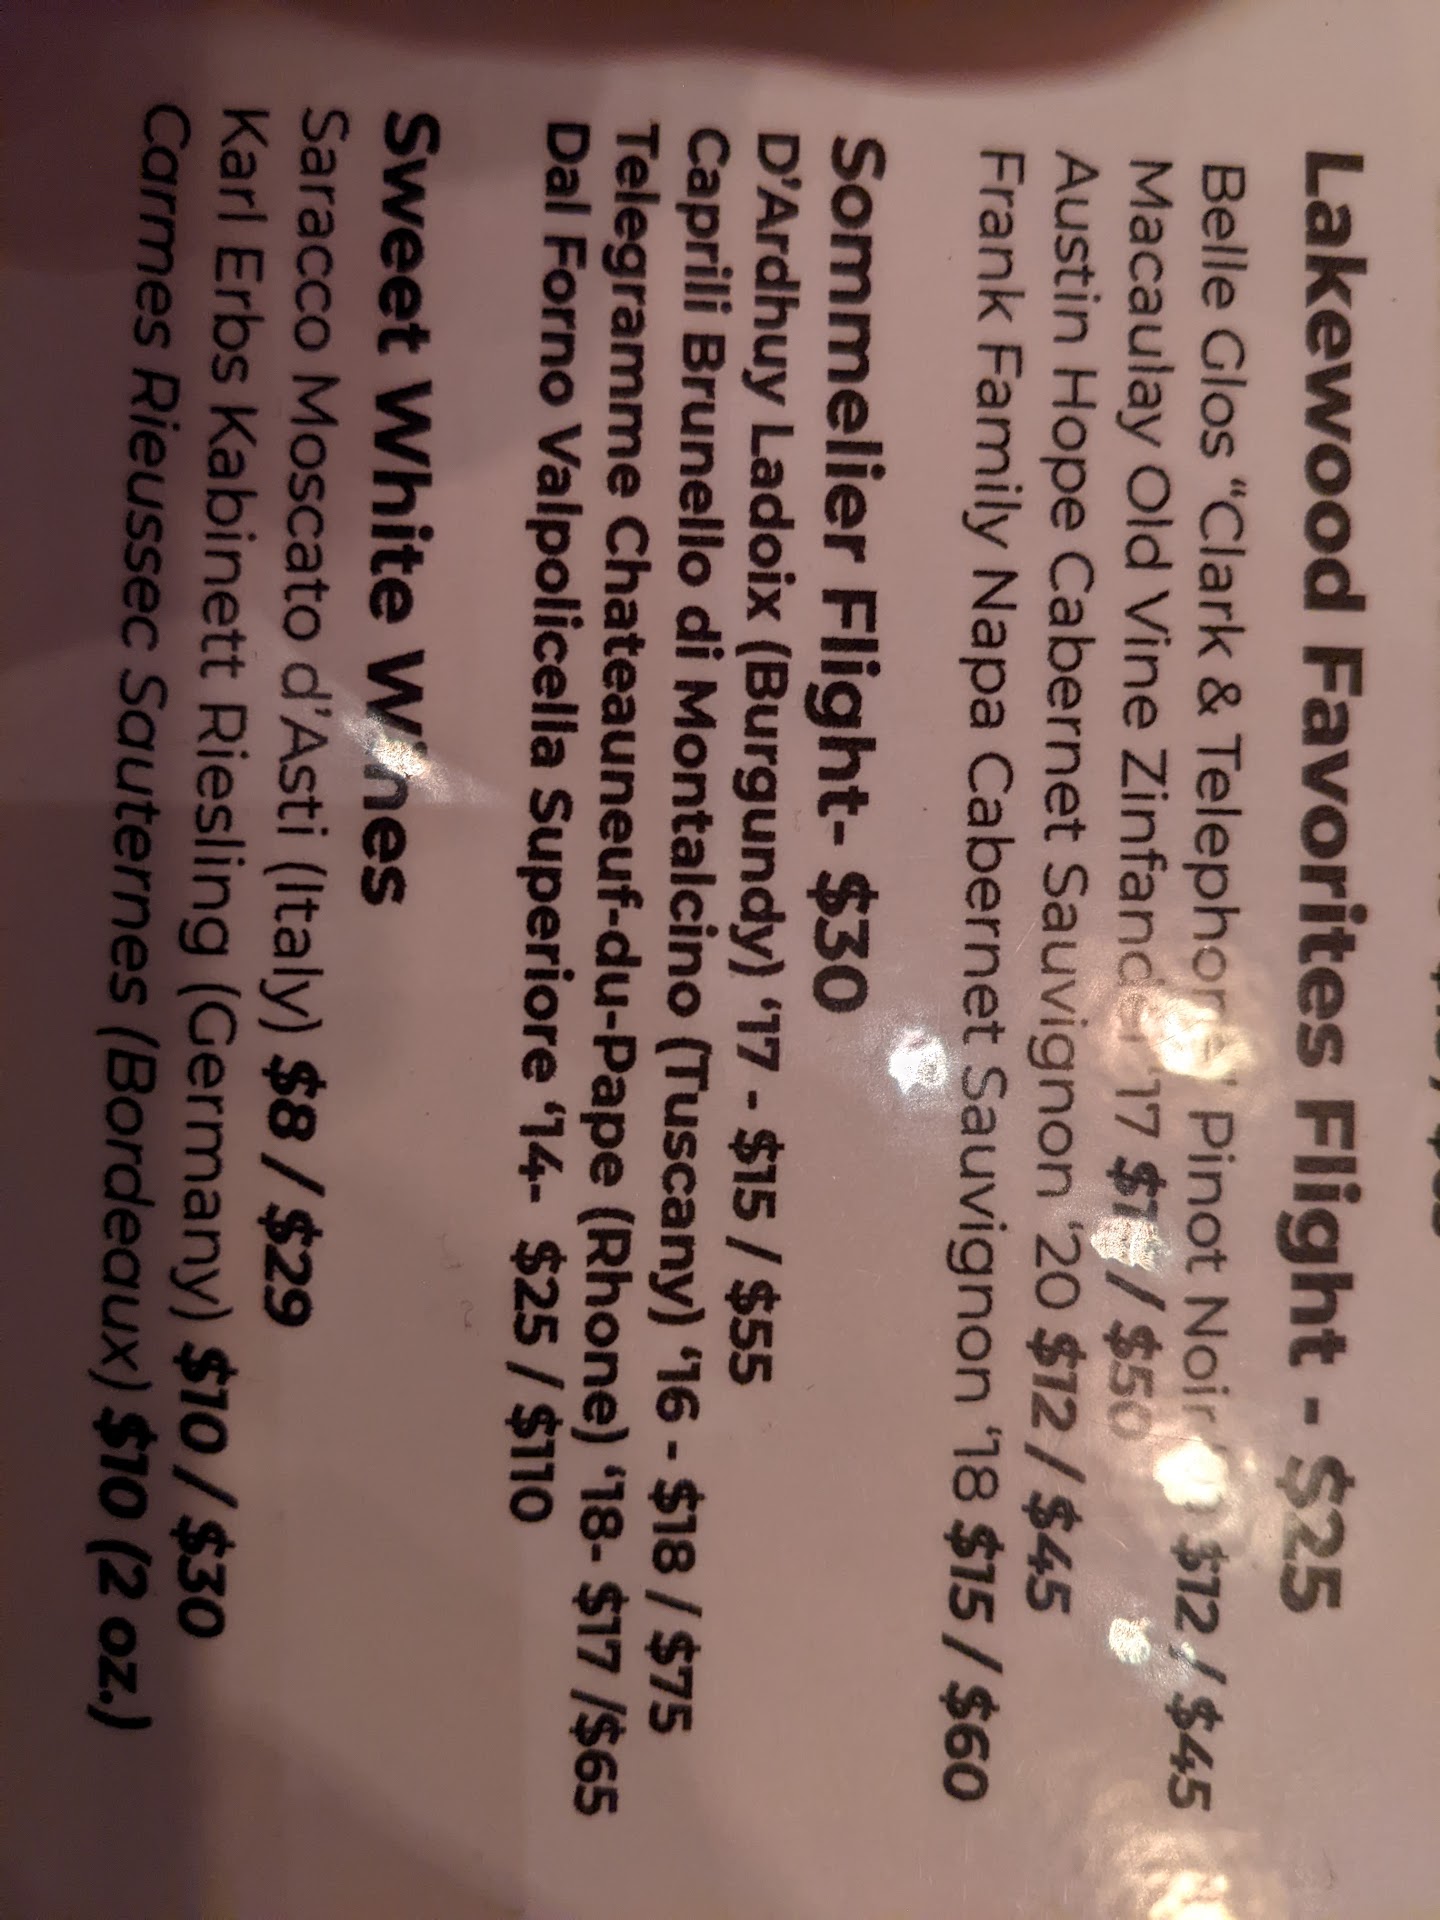 Lakewood Favorites Flight - $25
Belle Glos “Clark & Telephone” Pinot Noir $12 / $45
Macaulay Old Vine Zinfandel ‘17 / $50
Austin Hope Cabernet Sauvignon ‘20 $12 / $45
Frank Family Napa Cabernet Sauvignon ‘18 $15 / $60
Sommelier Flight- $30
D’Ardhuy Ladoix (Burgundy) ‘17 - $15 / $55
Caprili Brunello di Montalcino (Tuscany) ‘16 - $18 / $75
Telegramme Chateauneuf-du-Pape (Rhone) ‘18- $17 /$65
Dal Forno Valpolicella Superiore ‘14- $25 / $110
Sweet White Wines
Saracco Moscato d’Asti (Italy) $8 / $29
Karl Erbs Kabinett Riesling (Germany) $10 / $30
Carmes Rieussec Sauternes (Bordeaux) $10 (2 oz.)